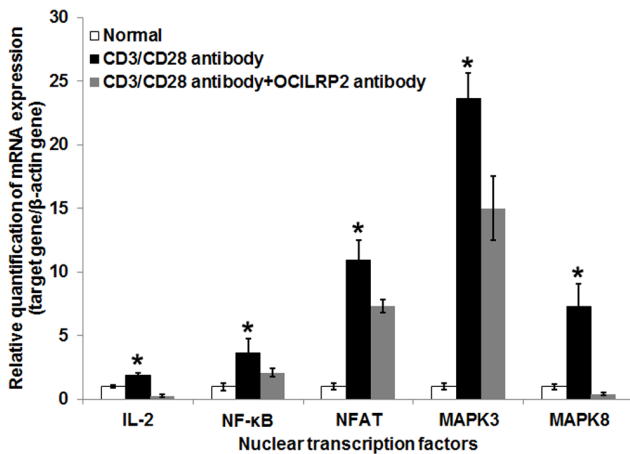 Relative quantification of mRNA expression
(target gene/β-actin gene)
30
25
20
15
10
5
0
Normal
CD3/CD28 antibody
CD3/CD28 antibody+OCILRP2 antibody
*
*
*
*
*
IL-2 NF-κB NFAT MAPK3 MAPK8
Nuclear transcription factors